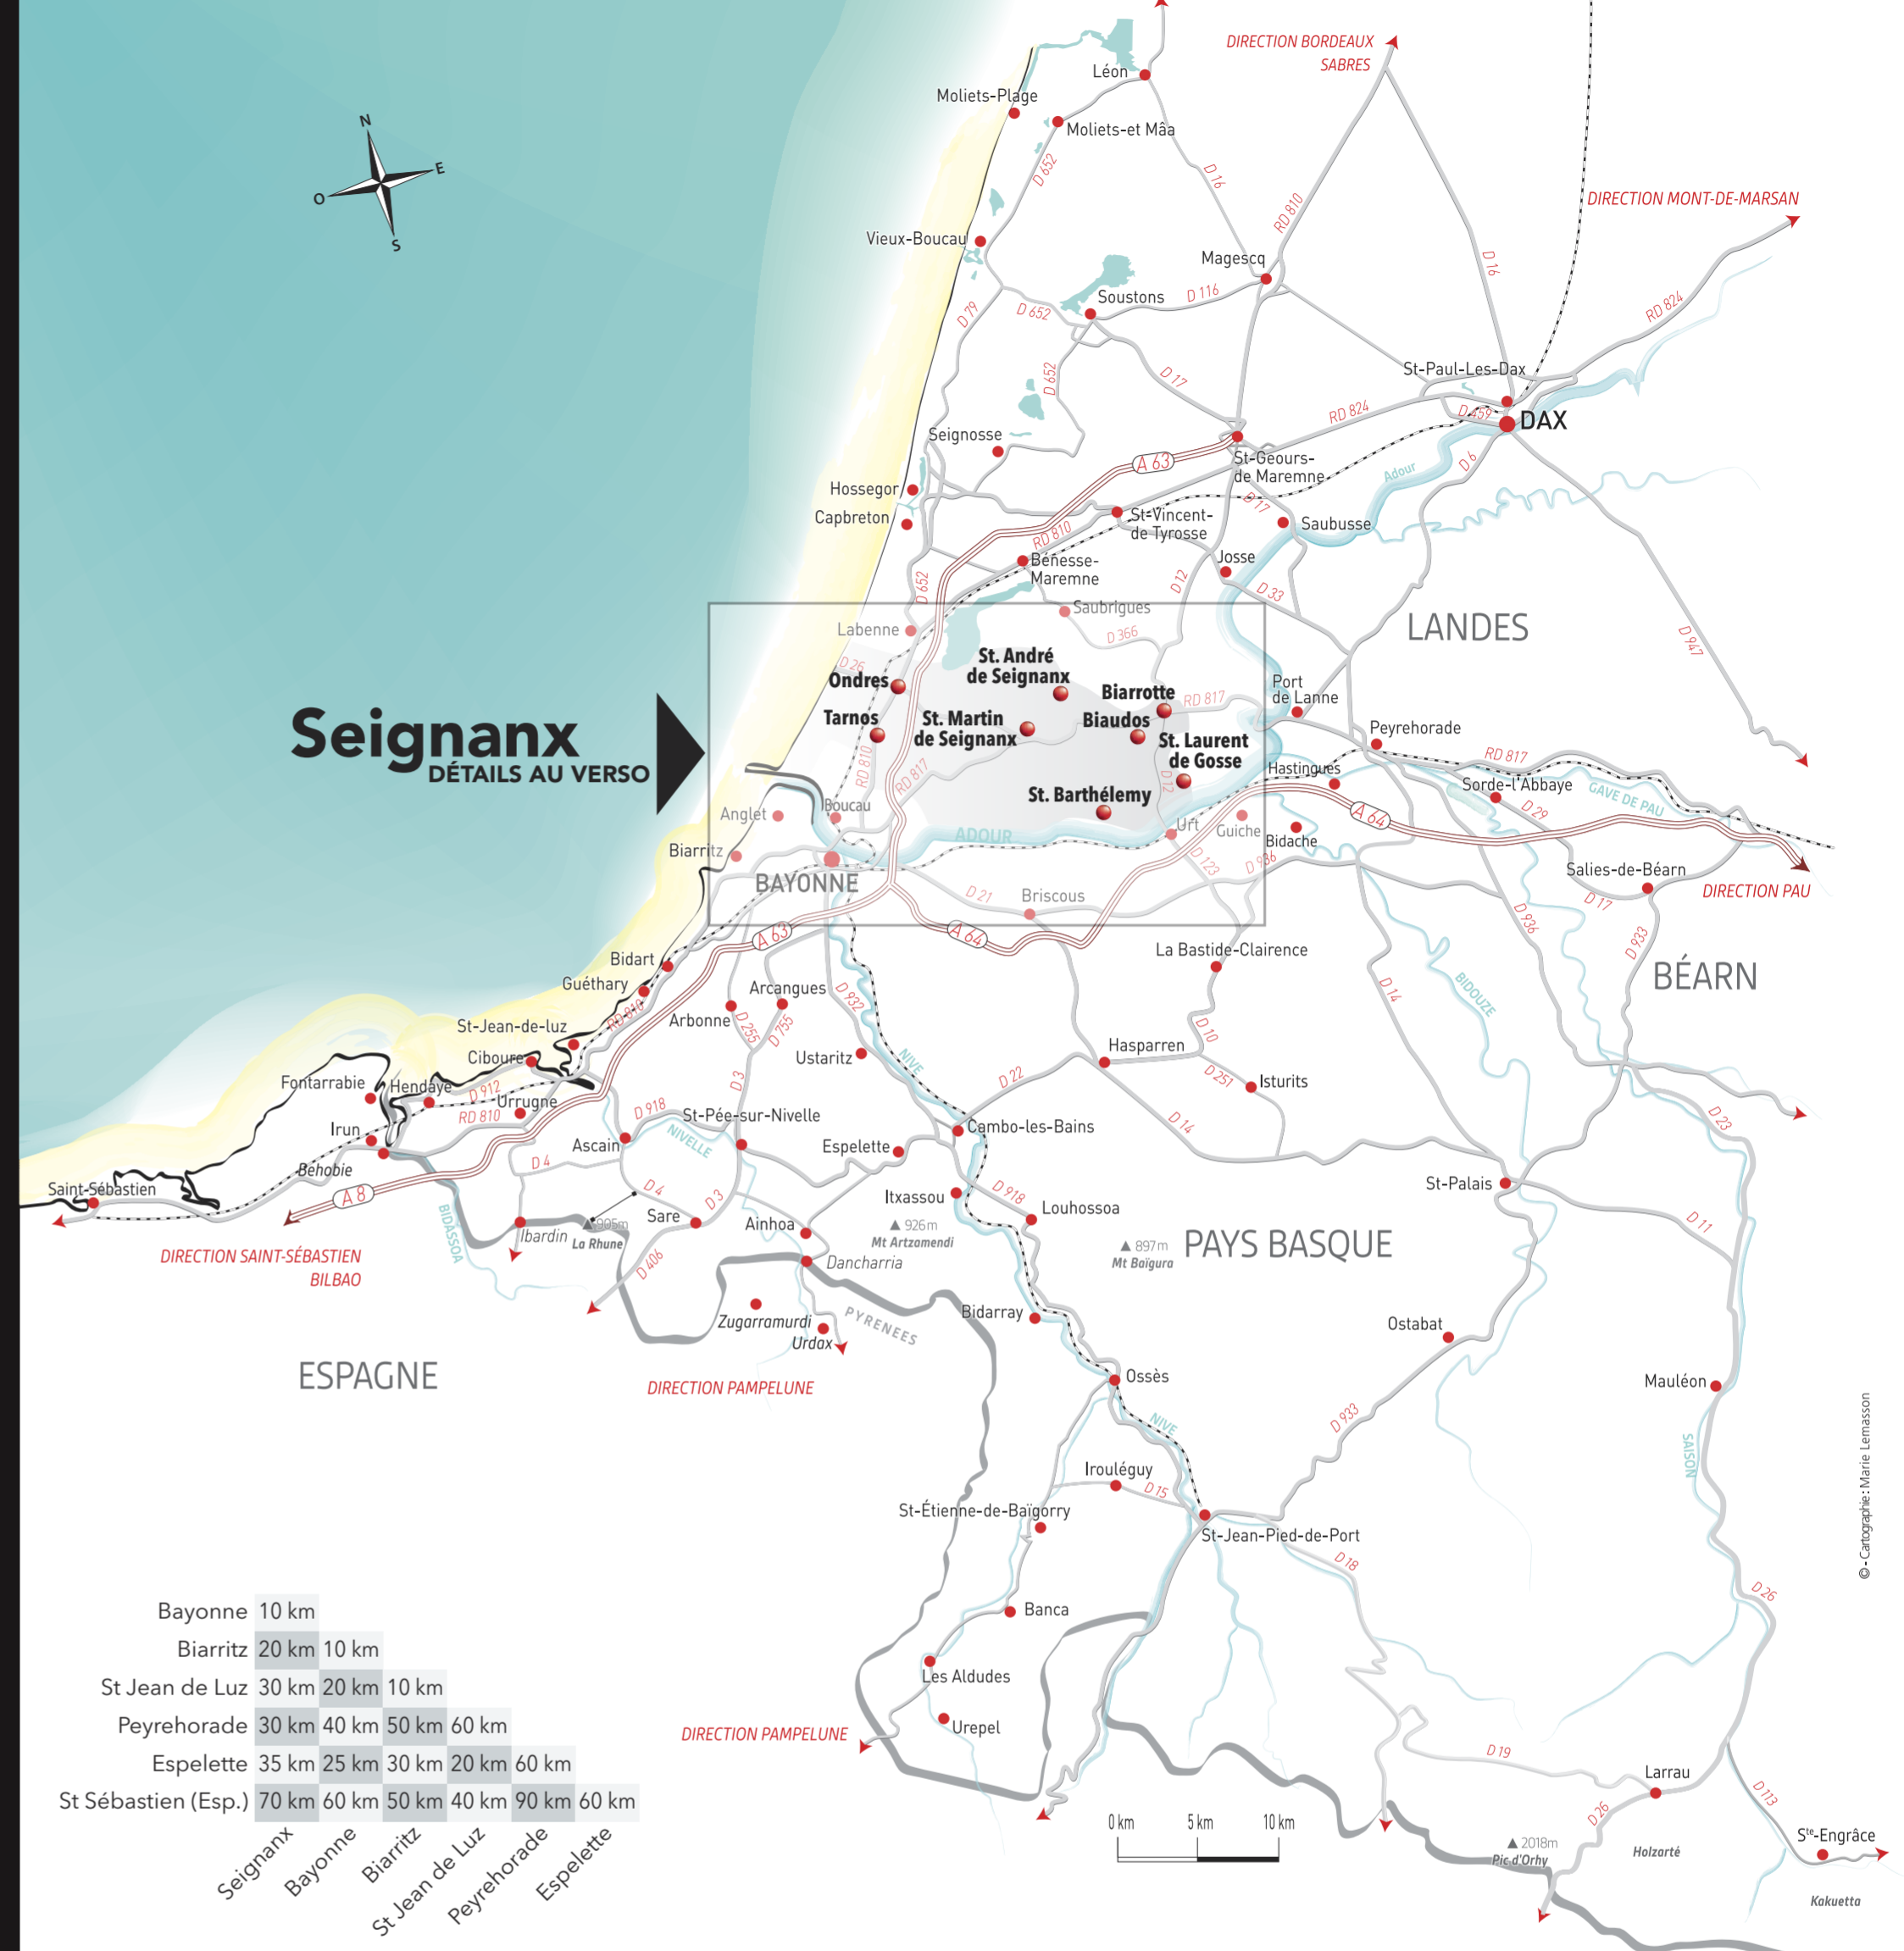 DIRECTION BORDEAUX
SABRES
Léon
Moliets-Plage
Moliets-et Mâa
N
E
O
S
D 652
D 16
RD 810
DIRECTION MONT-DE-MARSAN
Vieux-Boucau
Magescq
D 16
Soustons
D 116
D 79
D 652
RD 824
D 652
D 17
St-Paul-Les-Dax
RD 824
D 459
DAX
Seignosse
A 63
St-Geours-
de Maremne
Adour
D 6
Hossegor
Capbreton
St-Vincent-
de Tyrosse
D 17
Saubusse
RD 810
Bénesse-
Maremne
Josse
D 652
D 12
D 33
Saubrigues
Labenne
D 366
LANDES
D 947
D 26
Ondres
St. André
de Seignanx
Biarrotte
RD 817
Port
de Lanne
Tarnos
St. Martin
de Seignanx
Biaudos
Peyrehorade
Seignanx
DÉTAILS AU VERSO
St. Laurent
de Gosse
RD 810
RD 817
D 12
Hastingues
RD 817
Sorde-l'Abbaye
GAVE DE PAU
St. Barthélemy
D 29
Anglet
Boucau
ADOUR
Urt
Guiche
A 64
Bidache
Biarritz
D 123
D 936
BAYONNE
D 21
Briscous
Salies-de-Béarn
DIRECTION PAU
D 17
A 63
A 64
D 936
D 933
Bidart
La Bastide-Clairence
BÉARN
Guéthary
Arcangues
D 932
D 14
BIDOUZE
RD 810
Arbonne
D 255
D 755
St-Jean-de-luz
D 10
Ciboure
Ustaritz
NIVE
Hasparren
Fontarrabie
Hendaye
D 912
D 3
D 22
D 251
Isturits
Urrugne
RD 810
D 918
St-Pée-sur-Nivelle
D 14
D 23
Irun
Ascain
NIVELLE
Espelette
Cambo-les-Bains
Behobie
D 4
Saint-Sébastien
A 8
D 4
D 3
Itxassou
D 918
St-Palais
BIDASSOA
Ibardin
905m
La Rhune
Sare
Ainhoa
926 m
Mt Artzamendi
Louhossoa
D 11
897 m
Mt Baïgura
PAYS BASQUE
DIRECTION SAINT-SÉBASTIEN
BILBAO
D 406
Dancharria
Zugarramurdi
Urdax
PYRENEES
Bidarray
Ostabat
ESPAGNE
DIRECTION PAMPELUNE
Ossès
Mauléon
NIVE
D 933
SAISON
Irouléguy
D 15
St-Étienne-de-Baïgorry
St-Jean-Pied-de-Port
D 18
© - Cartographie : Marie Lemasson
D 26
Banca
Les Aldudes
Urepel
DIRECTION PAMPELUNE
D 19
Larrau
D 113
D 26
0 km 5 km 10 km
2018m
Pic d'Orhy
Holzarté
Ste-Engrâce
Kakuetta
Bayonne 10 km
Biarritz 20 km 10 km
St Jean de Luz 30 km 20 km 10 km
Peyrehorade 30 km 40 km 50 km 60 km
Espelette 35 km 25 km 30 km 20 km 60 km
St Sébastien (Esp.) 70 km 60 km 50 km 40 km 90 km 60 km
Seignanx
Bayonne
Biarritz
St Jean de Luz
Peyrehorade
Espelette